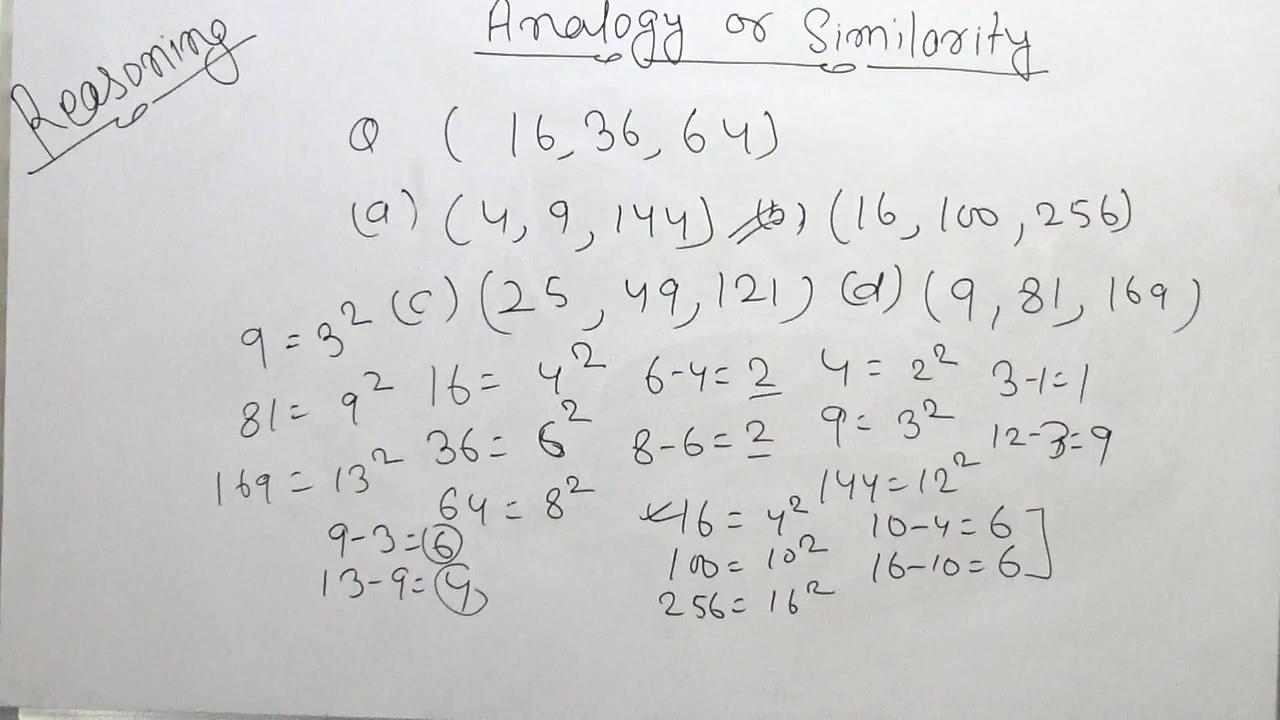 Reasoning
Analogy or Similarity
Q ( 16, 36, 64)
(a) (4, 9, 144) (b) (16, 100, 256)
(c) (25, 49, 121) (d) (9, 81, 169)
9 = 3²
81 = 9²
169 = 13²
9-3=6
13-9=4
16 = 4²
36 = 6²
64 = 8²
6-4=2
8-6=2
4 = 2²
9 = 3²
144=12²
3-1=1
12-3=9
16 = 4²
100 = 10²
256 = 16²
10-4=6
16-10=6